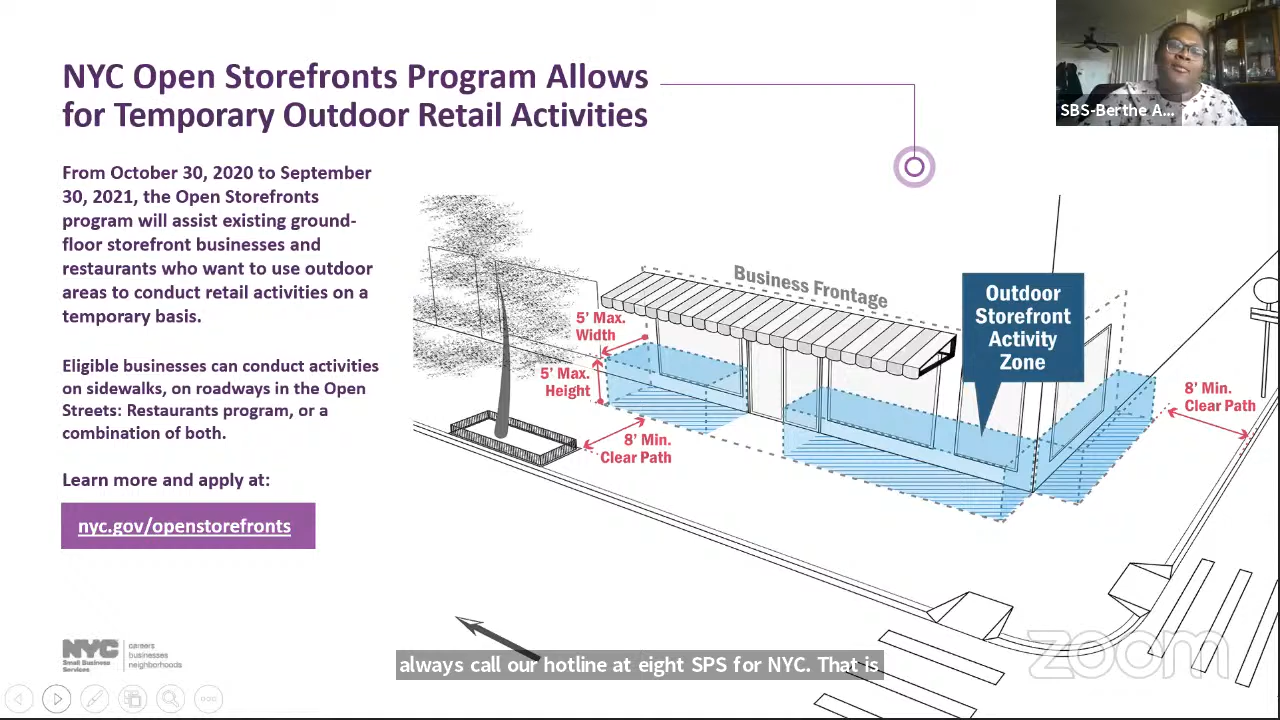 NYC Open Storefronts Program Allows
for Temporary Outdoor Retail Activities
SBS-Berthe A...
From October 30, 2020 to September
30, 2021, the Open Storefronts
program will assist existing ground-
floor storefront businesses and
restaurants who want to use outdoor
areas to conduct retail activities on a
temporary basis.
Eligible businesses can conduct activities
on sidewalks, on roadways in the Open
Streets: Restaurants program, or a
combination of both.
Learn more and apply at:
nyc.gov/openstorefronts
Business Frontage
Outdoor
Storefront
Activity
Zone
5' Max.
Width
5' Max.
Height
8' Min.
Clear Path
8' Min.
Clear Path
NYC
Small Business
Services
careers
businesses
neighborhoods
always call our hotline at eight SPS for NYC. That is
zoom